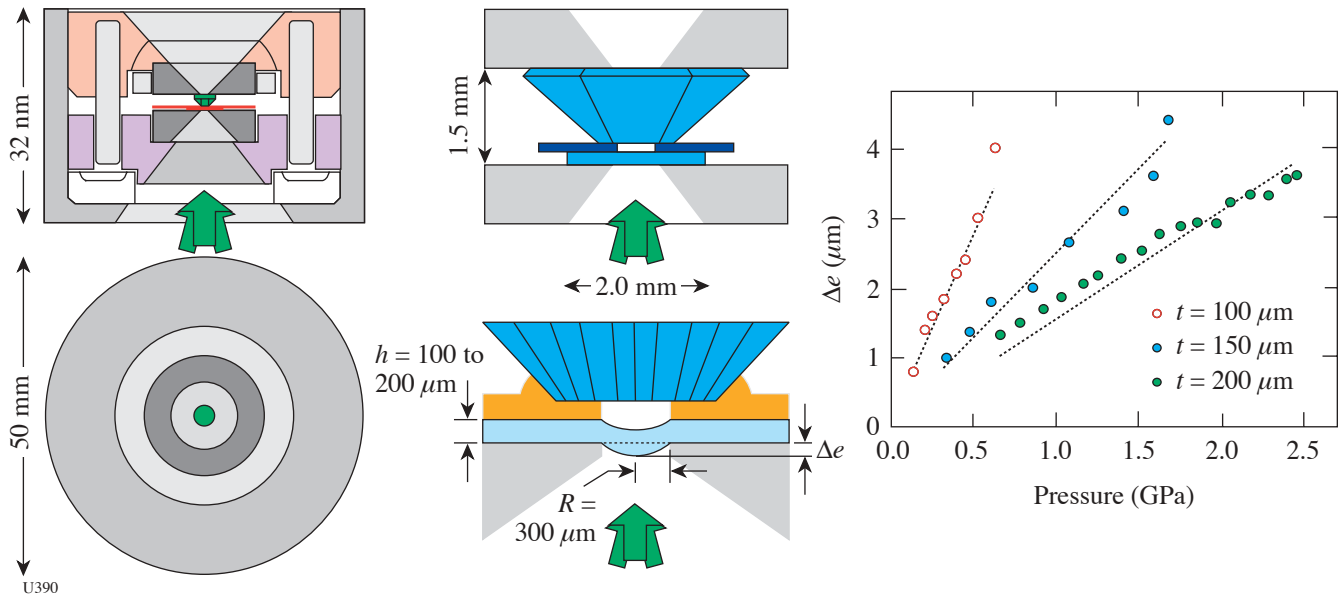 32 nm
50 mm
U390
1.5 mm
2.0 mm
h = 100 to
200 μm
Δe
R =
300 μm
Δe (μm)
4
3
2
1
0
t = 100 μm
t = 150 μm
t = 200 μm
0.0 0.5 1.0 1.5 2.0 2.5
Pressure (GPa)